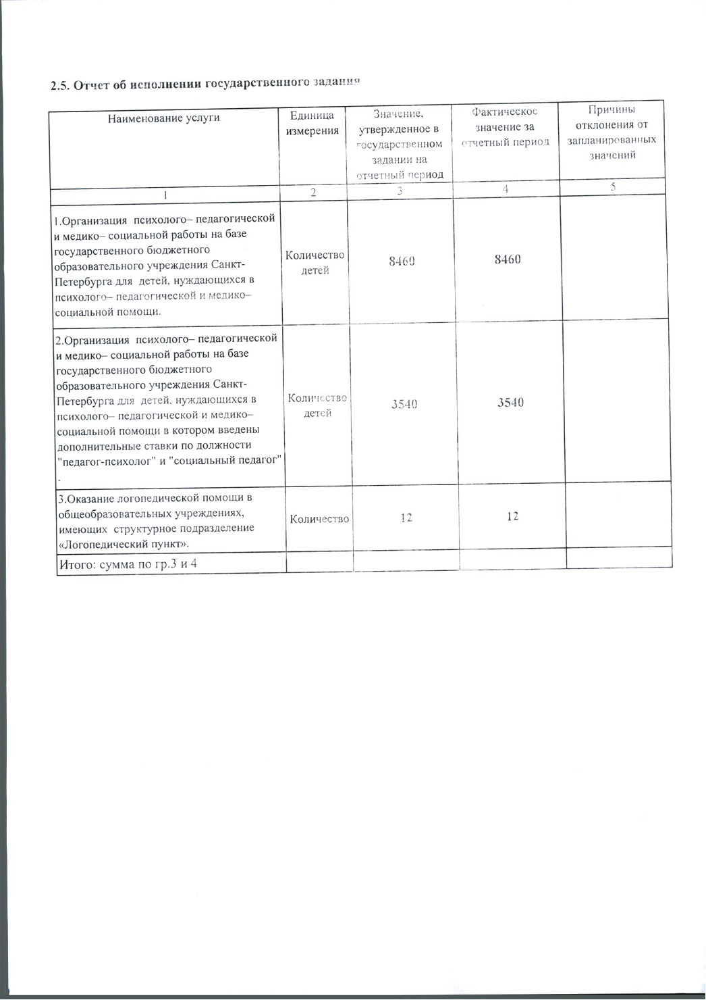 2.5. Отчет об исполнении государственного задания
Наименование услуги
Единица
измерения
Значение,
утвержденное в
государственном
задании на
отчетный период
Фактическое
значение за
отчетный период
Причины
отклонения от
запланированных
значений
1
2
3
4
5
1.Организация психолого– педагогической
и медико– социальной работы на базе
государственного бюджетного
образовательного учреждения Санкт-
Петербурга для детей, нуждающихся в
психолого– педагогической и медико–
социальной помощи.
Количество
детей
8460
8460
2.Организация психолого– педагогической
и медико– социальной работы на базе
государственного бюджетного
образовательного учреждения Санкт-
Петербурга для детей, нуждающихся в
психолого– педагогической и медико–
социальной помощи в котором введены
дополнительные ставки по должности
"педагог-психолог" и "социальный педагог"
.
Количество
детей
3540
3540
3.Оказание логопедической помощи в
общеобразовательных учреждениях,
имеющих структурное подразделение
«Логопедический пункт».
Количество
12
12
Итого: сумма по гр.3 и 4